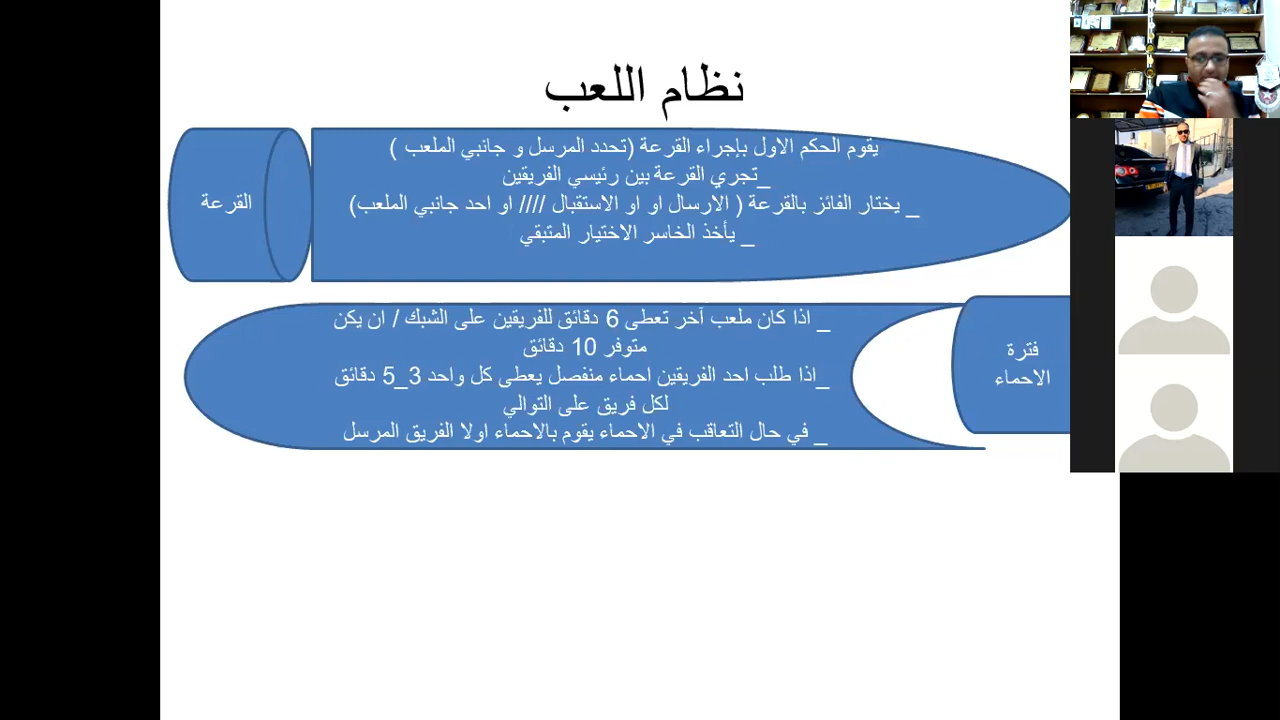 نظام اللعب
القرعة
يقوم الحكم الاول بإجراء القرعة (تحدد المرسل و جانبي الملعب )
_تجري القرعة بين رئيسي الفريقين
_ يختار الفائز بالقرعة ( الارسال او او الاستقبال //// او احد جانبي الملعب)
_ يأخذ الخاسر الاختيار المتبقي
فترة
الاحماء
_ اذا كان ملعب آخر تعطى 6 دقائق للفريقين على الشبك / ان يكن
متوفر 10 دقائق
_اذا طلب احد الفريقين احماء منفصل يعطى كل واحد 3_5 دقائق
لكل فريق على التوالي
_ في حال التعاقب في الاحماء يقوم بالاحماء اولا الفريق المرسل